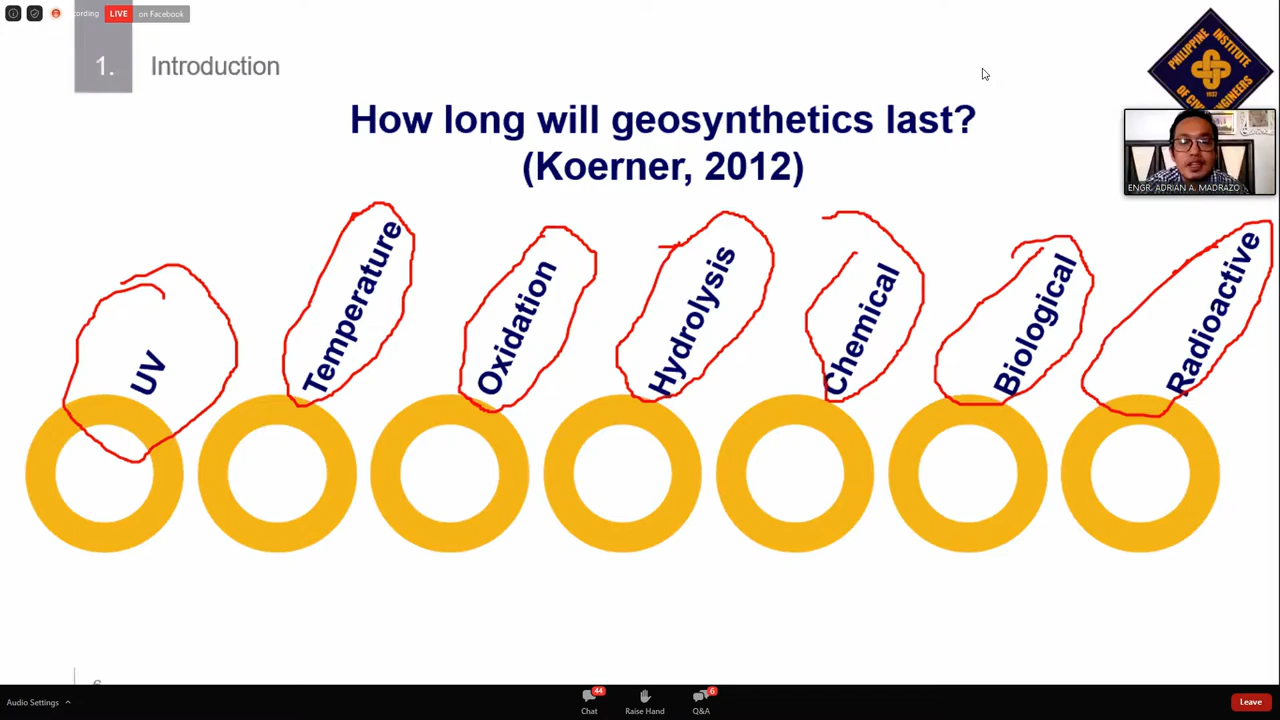 LIVE
on Facebook
1.
Introduction
PHILIPPINE INSTITUTE
OF CIVIL ENGINEERS
How long will geosynthetics last?
(Koerner, 2012)
ENGR. ADRIAN A. MADRAZO
UV
Temperature
Oxidation
Hydrolysis
Chemical
Biological
Radioactive
Audio Settings
44
Chat
Raise Hand
6
Q&A
Leave